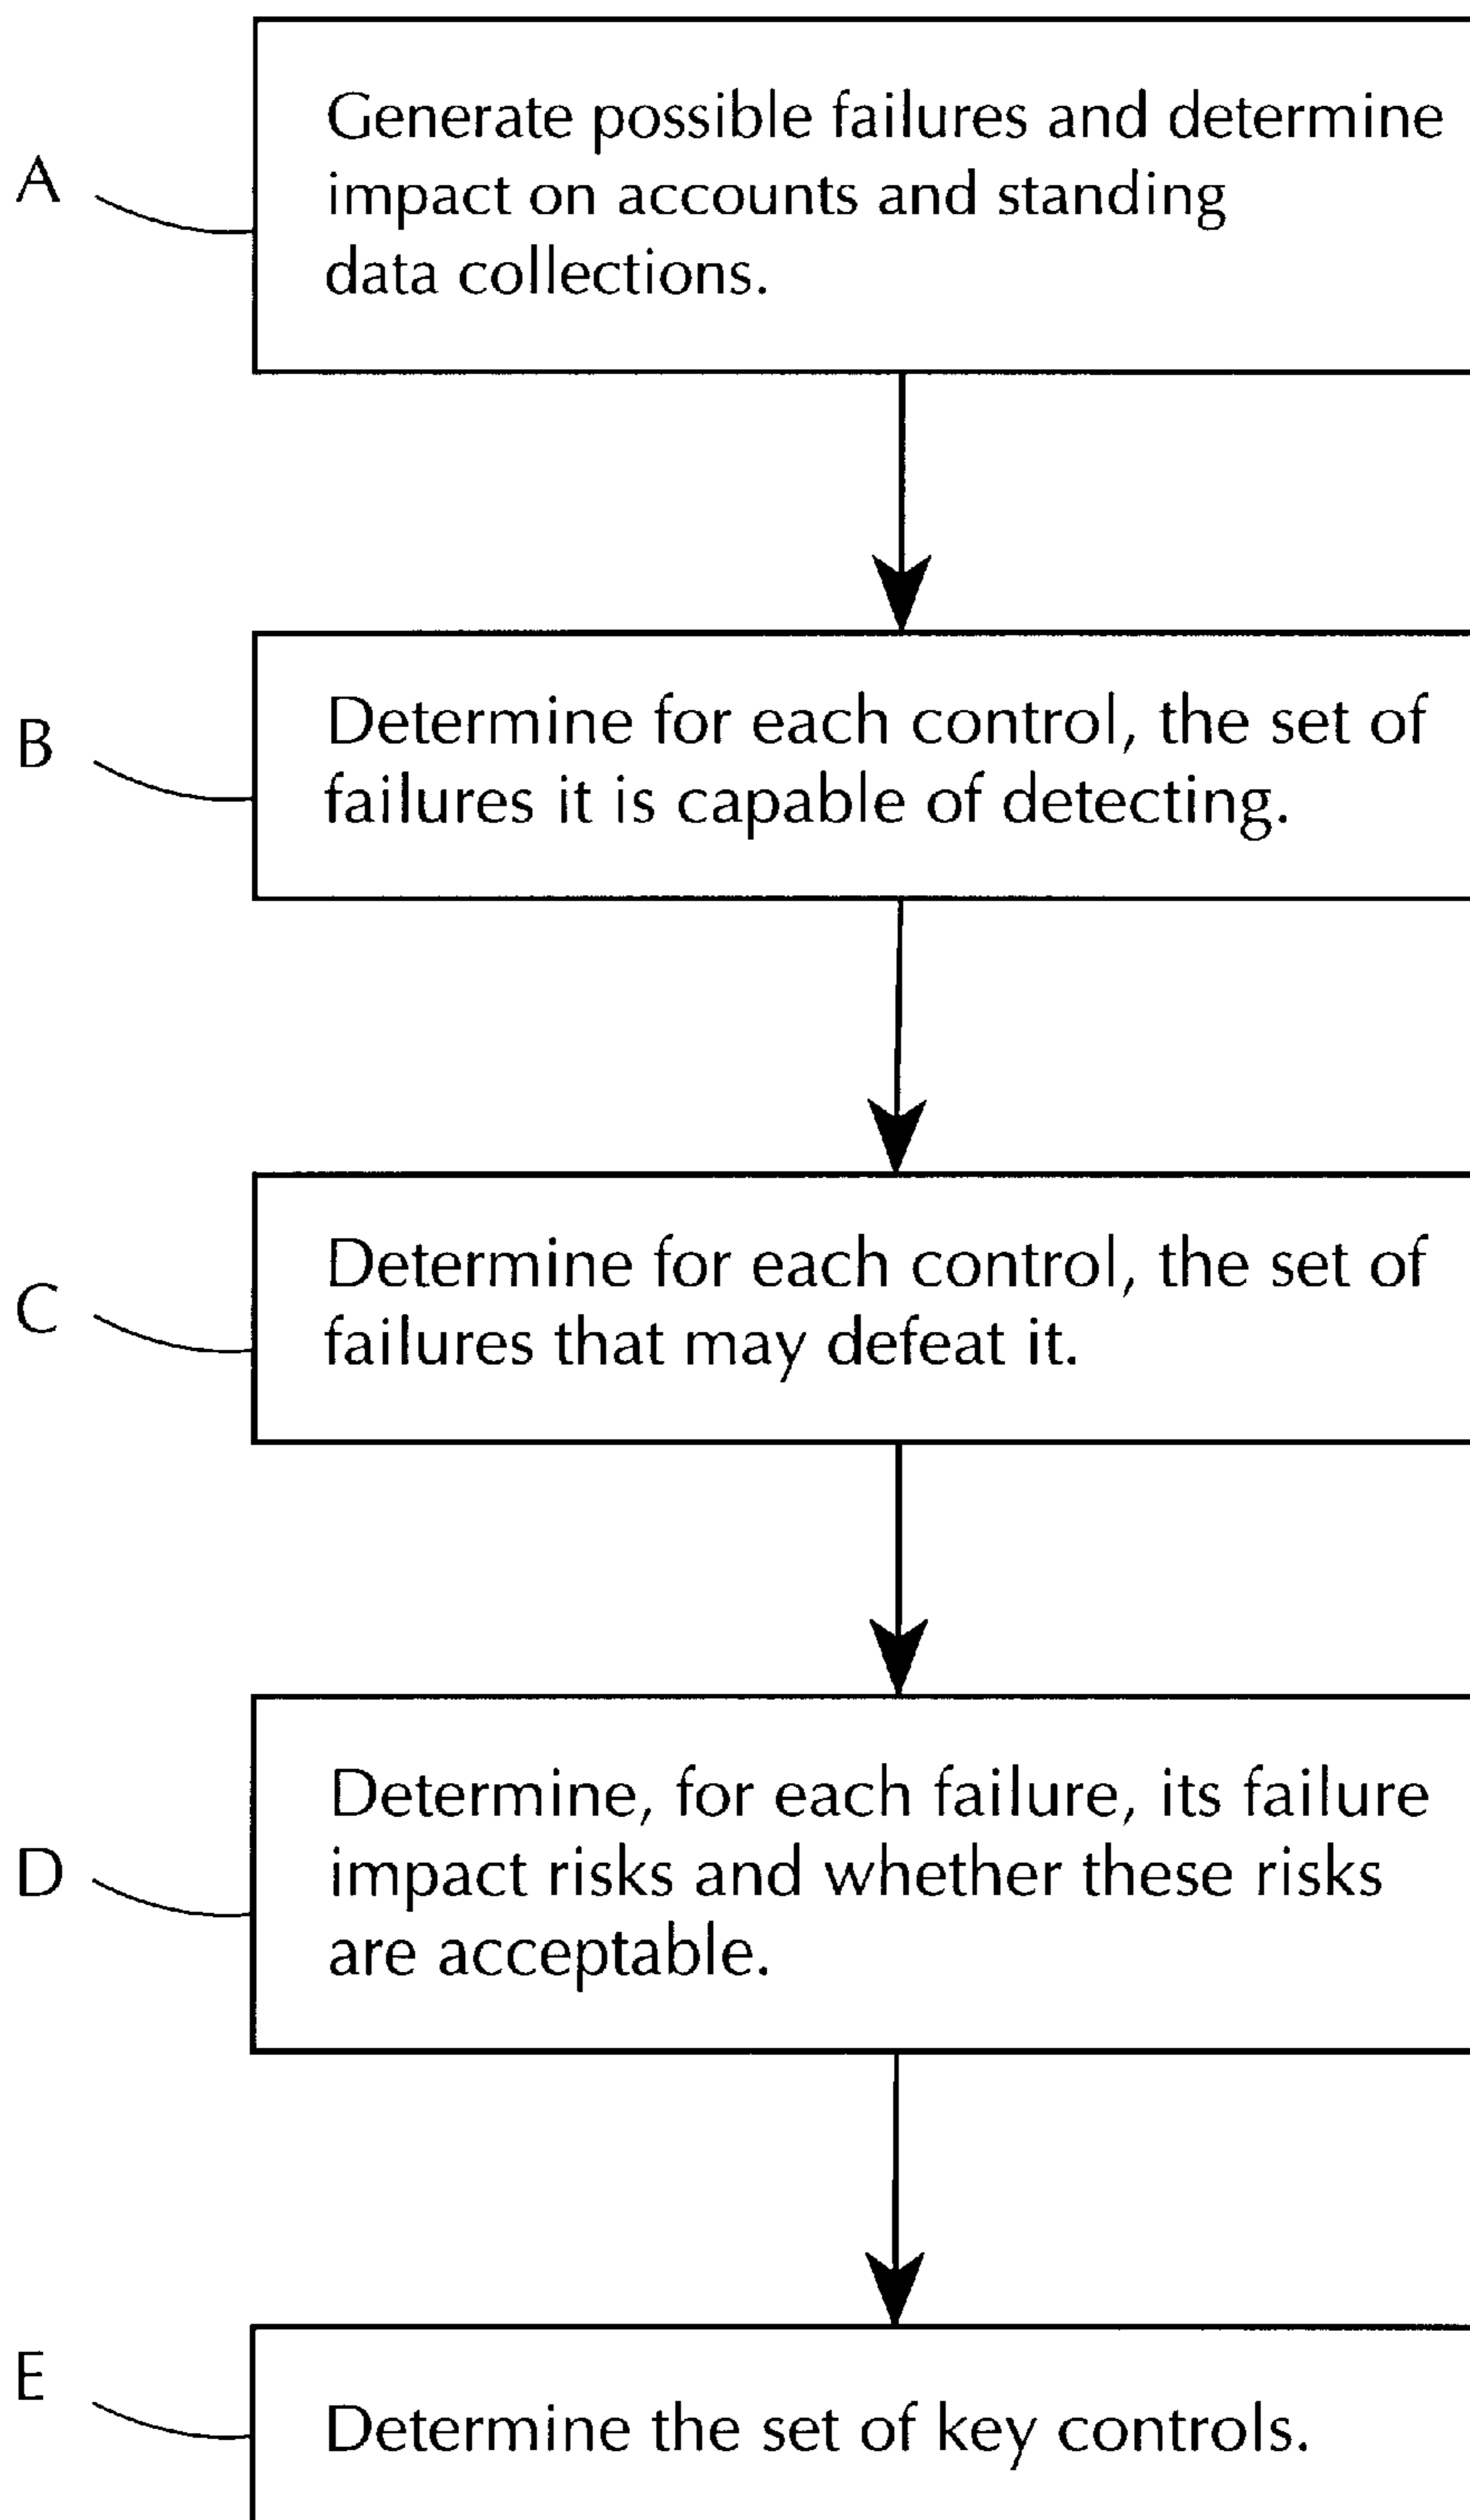 A
Generate possible failures and determine
impact on accounts and standing
data collections.
B
Determine for each control, the set of
failures it is capable of detecting.
C
Determine for each control, the set of
failures that may defeat it.
D
Determine, for each failure, its failure
impact risks and whether these risks
are acceptable.
E
Determine the set of key controls.